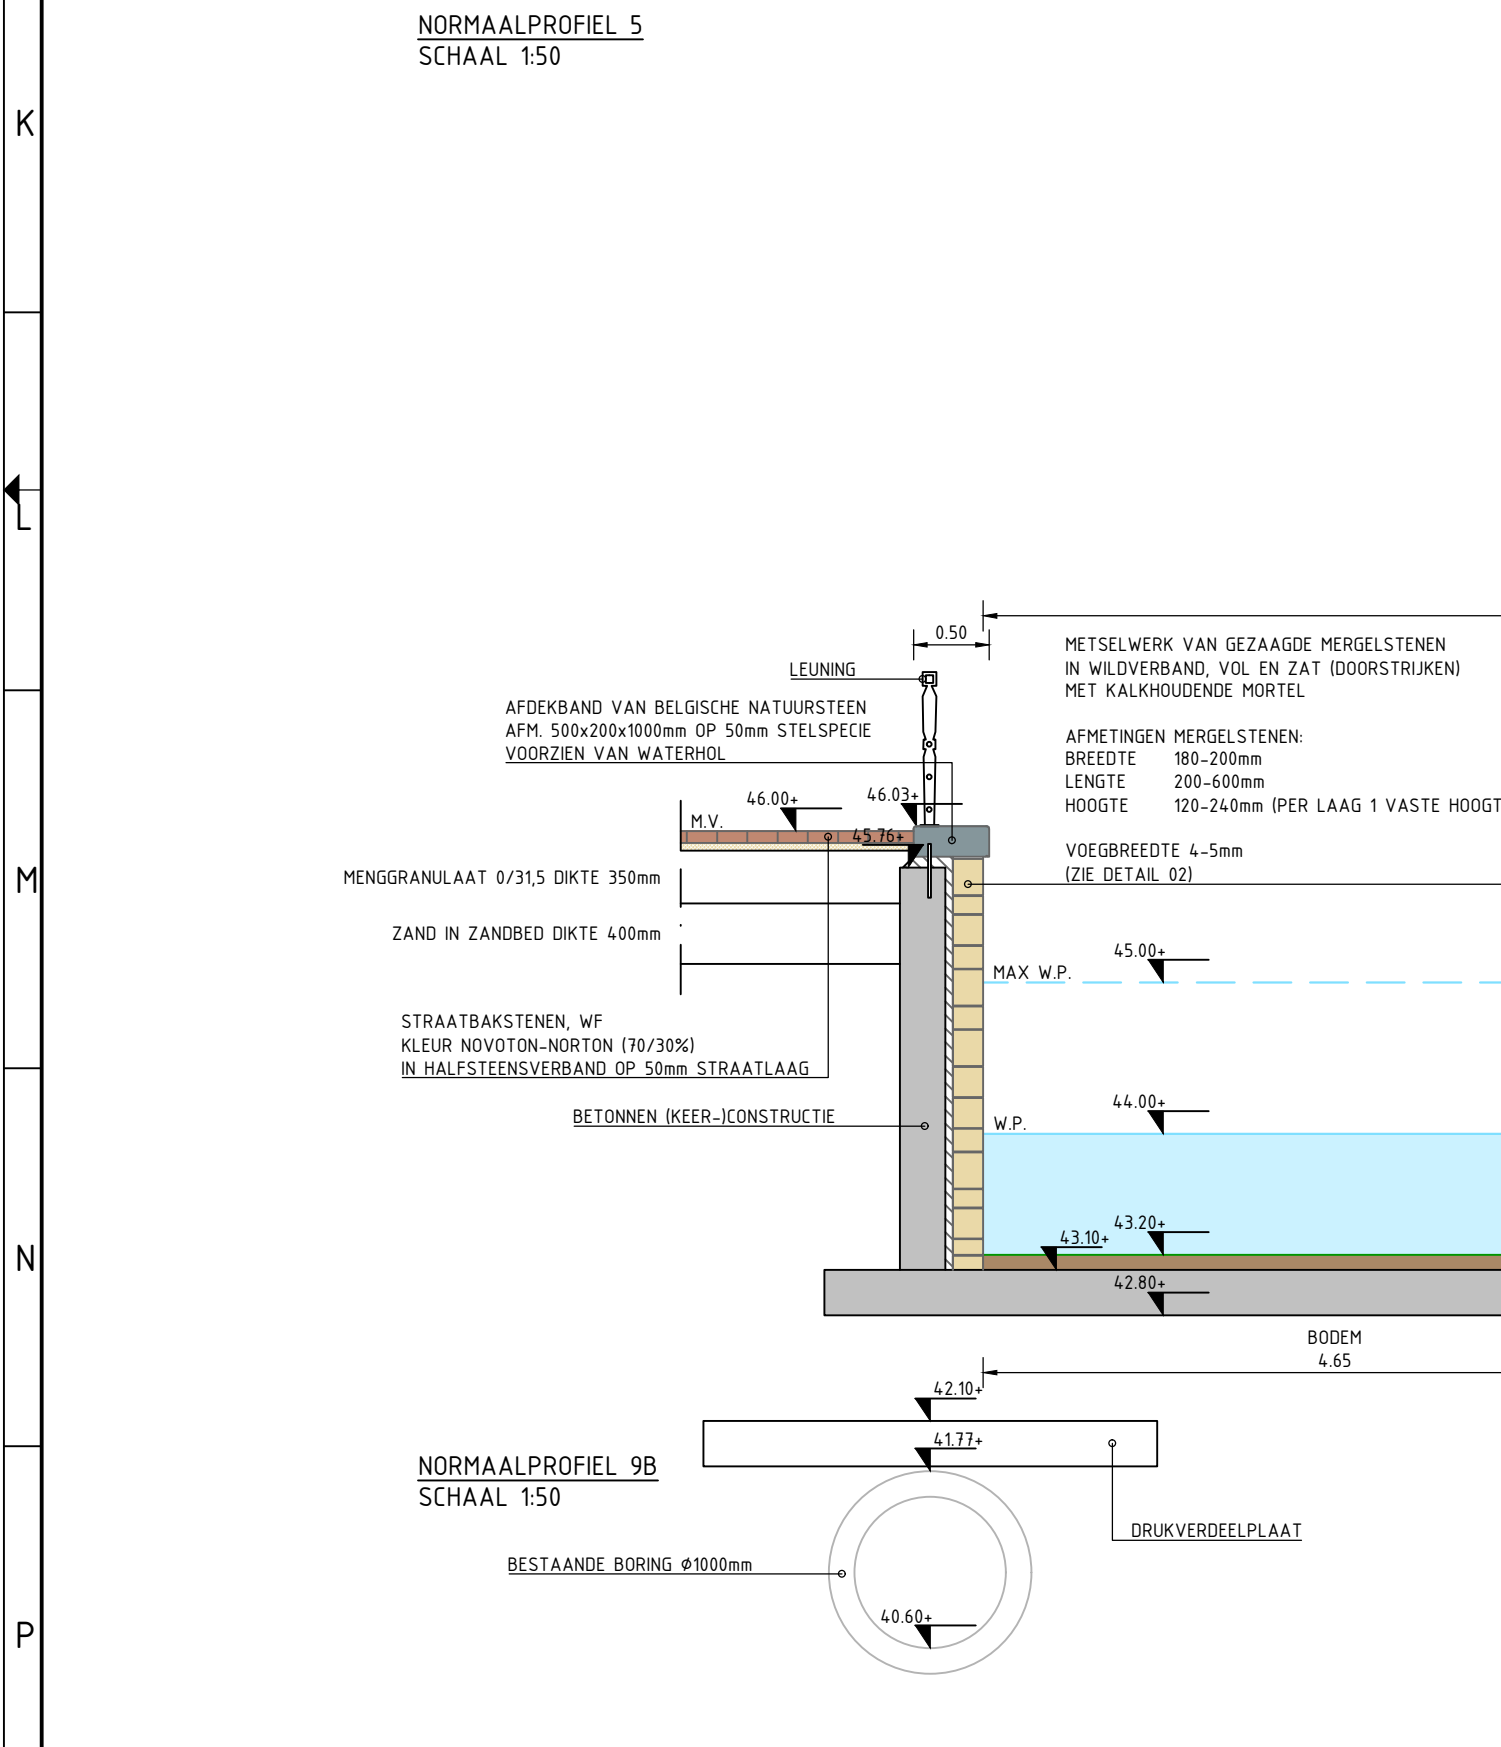 NORMAALPROFIEL 5
SCHAAL 1:50
K
L
M
N
P
0.50
LEUNING
AFDEKBAND VAN BELGISCHE NATUURSTEEN
AFM. 500x200x1000mm OP 50mm STELSPECIE
VOORZIEN VAN WATERHOL
METSELWERK VAN GEZAAGDE MERGELSTENEN
IN WILDVERBAND, VOL EN ZAT (DOORSTRIJKEN)
MET KALKHOUDENDE MORTEL
AFMETINGEN MERGELSTENEN:
BREEDTE 180-200mm
LENGTE 200-600mm
HOOGTE 120-240mm (PER LAAG 1 VASTE HOOGT
VOEGBREEDTE 4-5mm
(ZIE DETAIL 02)
46.00+
46.03+
M.V.
45.76+
MENGGRANULAAT 0/31,5 DIKTE 350mm
ZAND IN ZANDBED DIKTE 400mm
STRAATBAKSTENEN, WF
KLEUR NOVOTON-NORTON (70/30%)
IN HALFSTEENSVERBAND OP 50mm STRAATLAAG
BETONNEN (KEER-)CONSTRUCTIE
45.00+
MAX W.P.
44.00+
W.P.
43.20+
43.10+
42.80+
BODEM
4.65
42.10+
41.77+
NORMAALPROFIEL 9B
SCHAAL 1:50
DRUKVERDEELPLAAT
BESTAANDE BORING Ø1000mm
40.60+